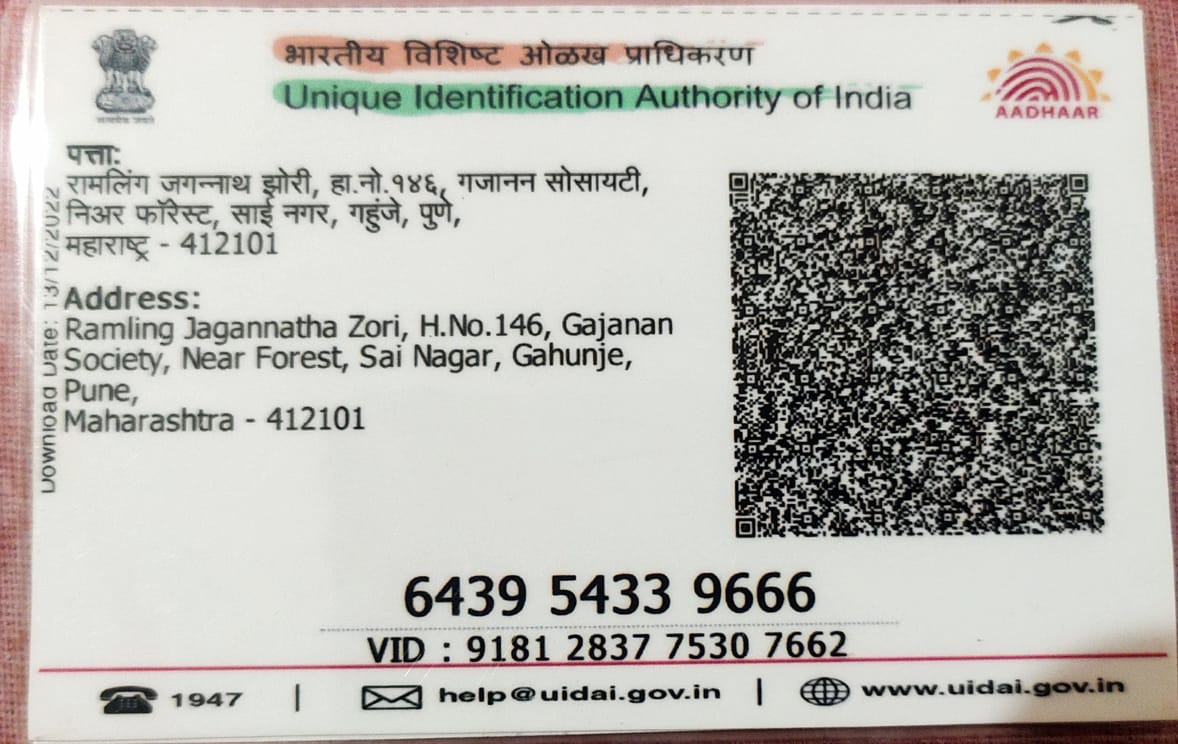 भारतीय विशिष्ट ओळख प्राधिकरण
Unique Identification Authority of India
AADHAAR
सत्यमेव जयते
पत्ता:
रामलिंग जगन्नाथ झोरी, हा.नो.१४६, गजानन सोसायटी,
निअर फॉरेस्ट, साई नगर, गहुंजे, पुणे,
महाराष्ट्र - 412101
Address:
Ramling Jagannatha Zori, H.No.146, Gajanan
Society, Near Forest, Sai Nagar, Gahunje,
Pune,
Maharashtra - 412101
Download Date: 13/12/2022
6439 5433 9666
VID : 9181 2837 7530 7662
1947 | help@uidai.gov.in | www.uidai.gov.in